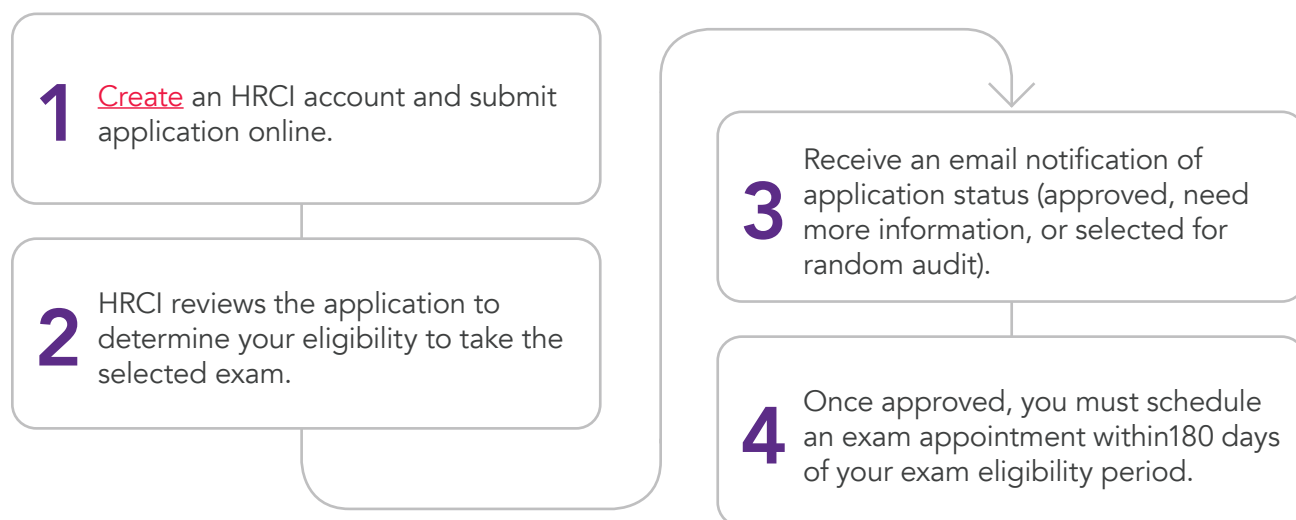 1
Create an HRCI account and submit
application online.
2
HRCI reviews the application to
determine your eligibility to take the
selected exam.
3
Receive an email notification of
application status (approved, need
more information, or selected for
random audit).
4
Once approved, you must schedule
an exam appointment within180 days
of your exam eligibility period.